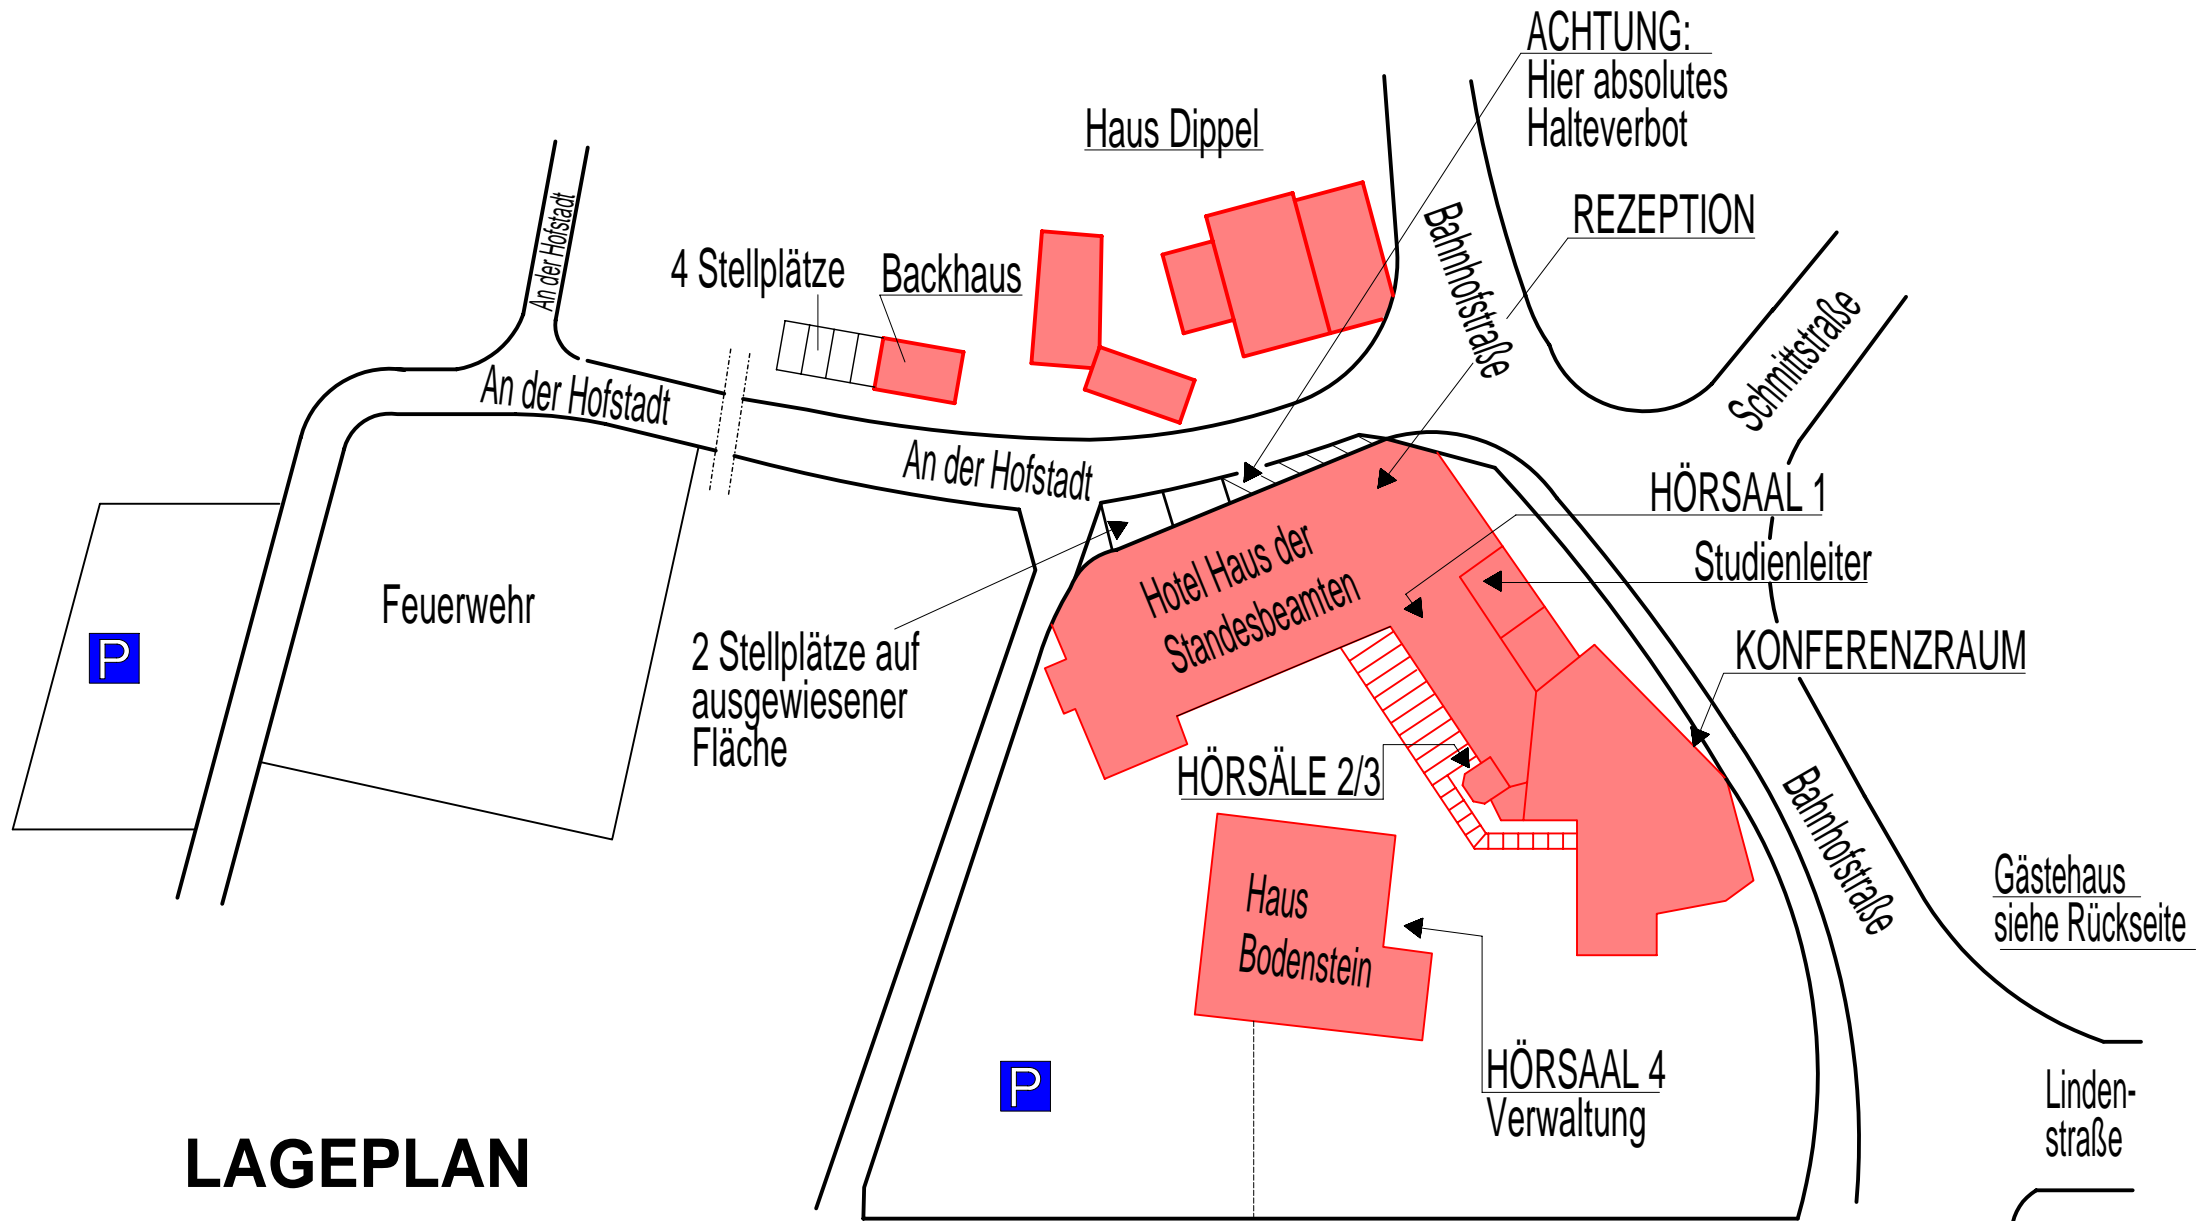 ACHTUNG:
Hier absolutes
Halteverbot
Haus Dippel
REZEPTION
Bahnhofstraße
An der Hofstadt
4 Stellplätze
Backhaus
Schmittstraße
An der Hofstadt
An der Hofstadt
HÖRSAAL 1
Studienleiter
Hotel Haus der
Standesbeamten
Feuerwehr
P
2 Stellplätze auf
ausgewiesener
Fläche
KONFERENZRAUM
HÖRSÄLE 2/3
Bahnhofstraße
Haus
Bodenstein
Gästehaus
siehe Rückseite
P
HÖRSAAL 4
Verwaltung
Linden-
straße
LAGEPLAN